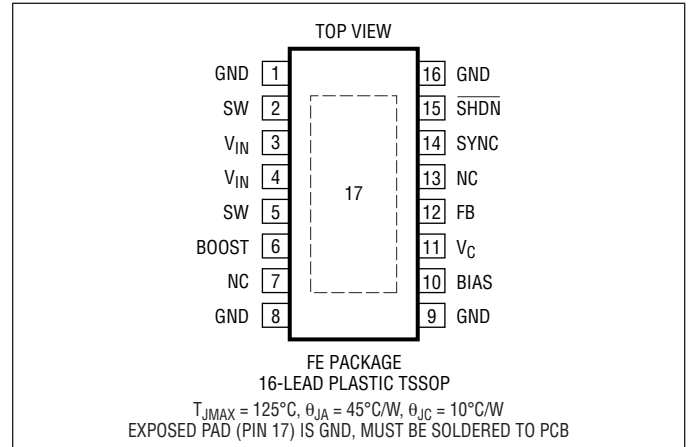 TOP VIEW
GND 1
SW 2
VIN 3
VIN 4
SW 5
BOOST 6
NC 7
GND 8
17
16 GND
15 SHDN
14 SYNC
13 NC
12 FB
11 VC
10 BIAS
9 GND
FE PACKAGE
16-LEAD PLASTIC TSSOP
TJMAX = 125°C, θJA = 45°C/W, θJC = 10°C/W
EXPOSED PAD (PIN 17) IS GND, MUST BE SOLDERED TO PCB